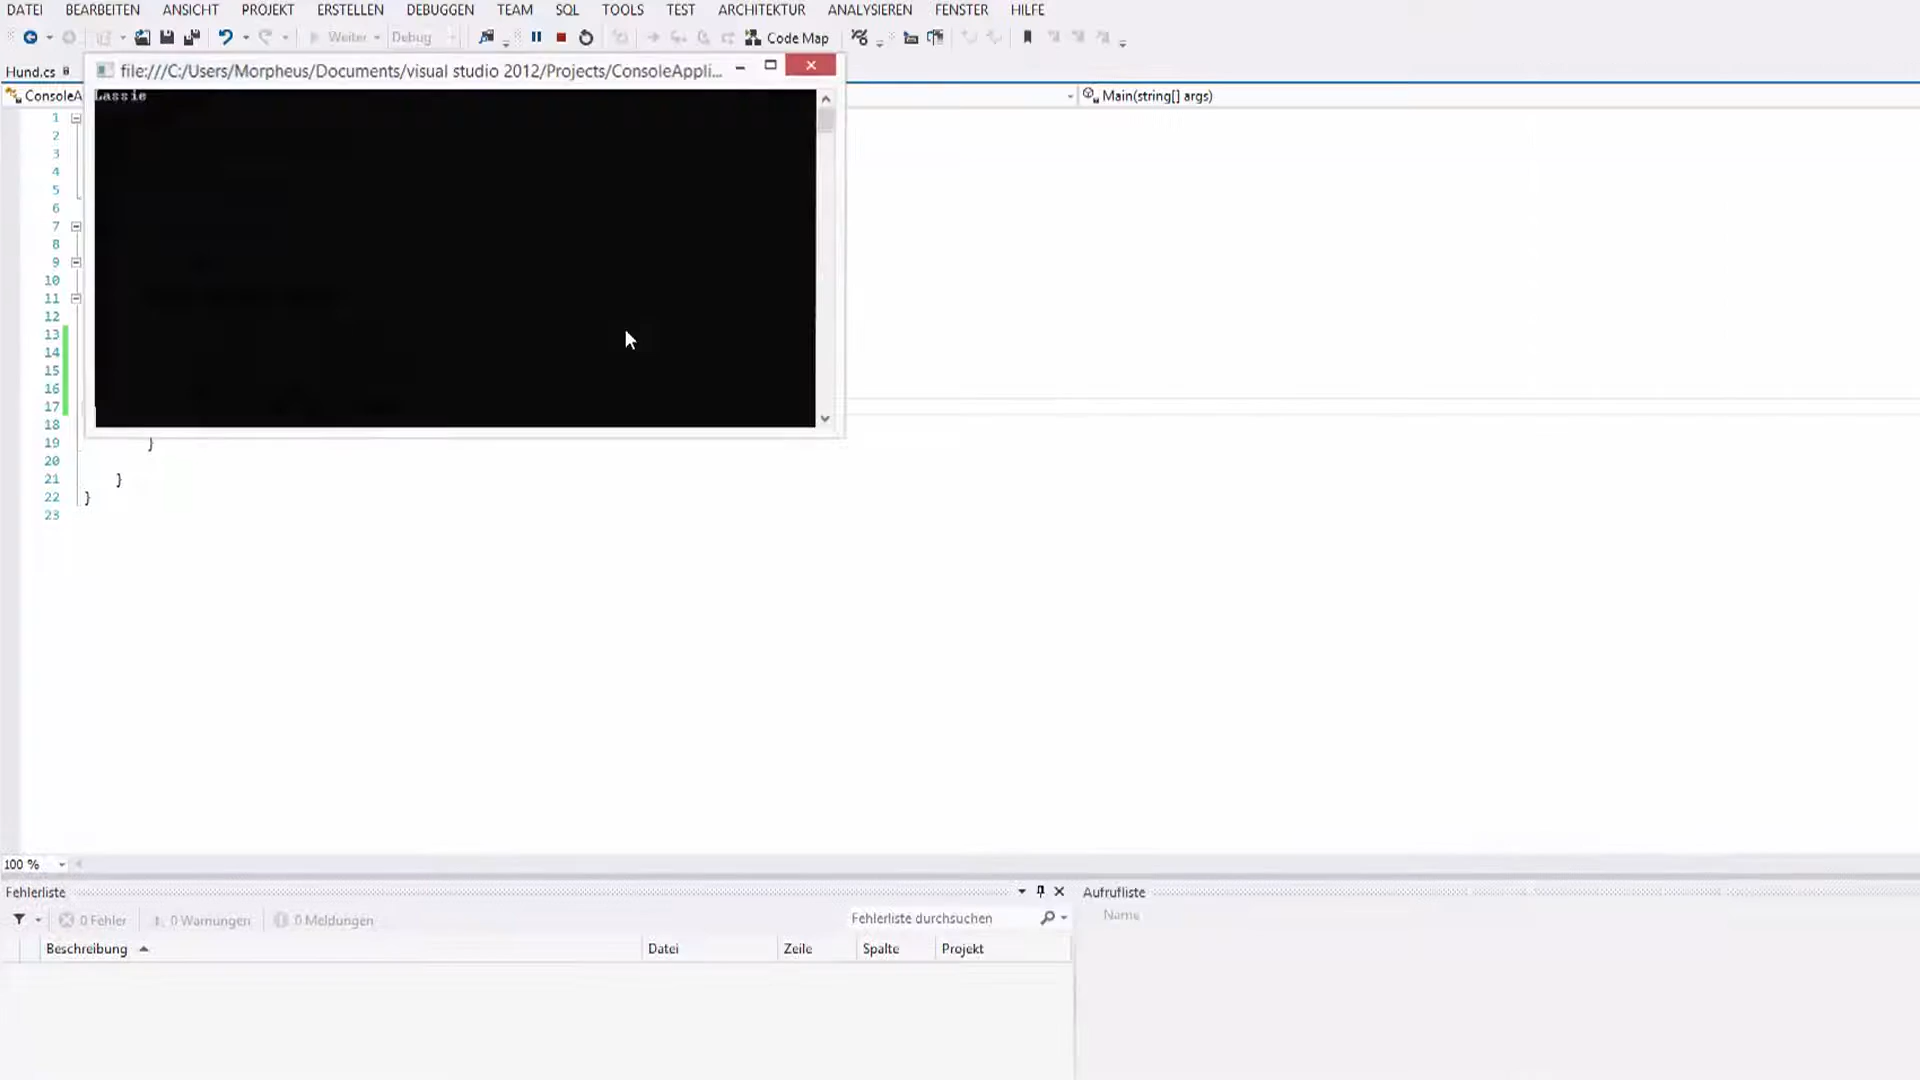 DATEI BEARBEITEN ANSICHT PROJEKT ERSTELLEN DEBUGGEN TEAM SQL TOOLS TEST ARCHITEKTUR ANALYSIEREN FENSTER HILFE
Weiter Debug Code Map
Hund.cs
file:///C:/Users/Morpheus/Documents/visual studio 2012/Projects/ConsoleAppli...
ConsoleA
Main(string[] args)
Lassie
1
2
3
4
5
6
7
8
9
10
11
12
13
14
15
16
17
18
19 }
20
21 }
22 }
23
100 %
Fehlerliste
Aufrufliste
0 Fehler 0 Warnungen 0 Meldungen Fehlerliste durchsuchen
Name
Beschreibung Datei Zeile Spalte Projekt